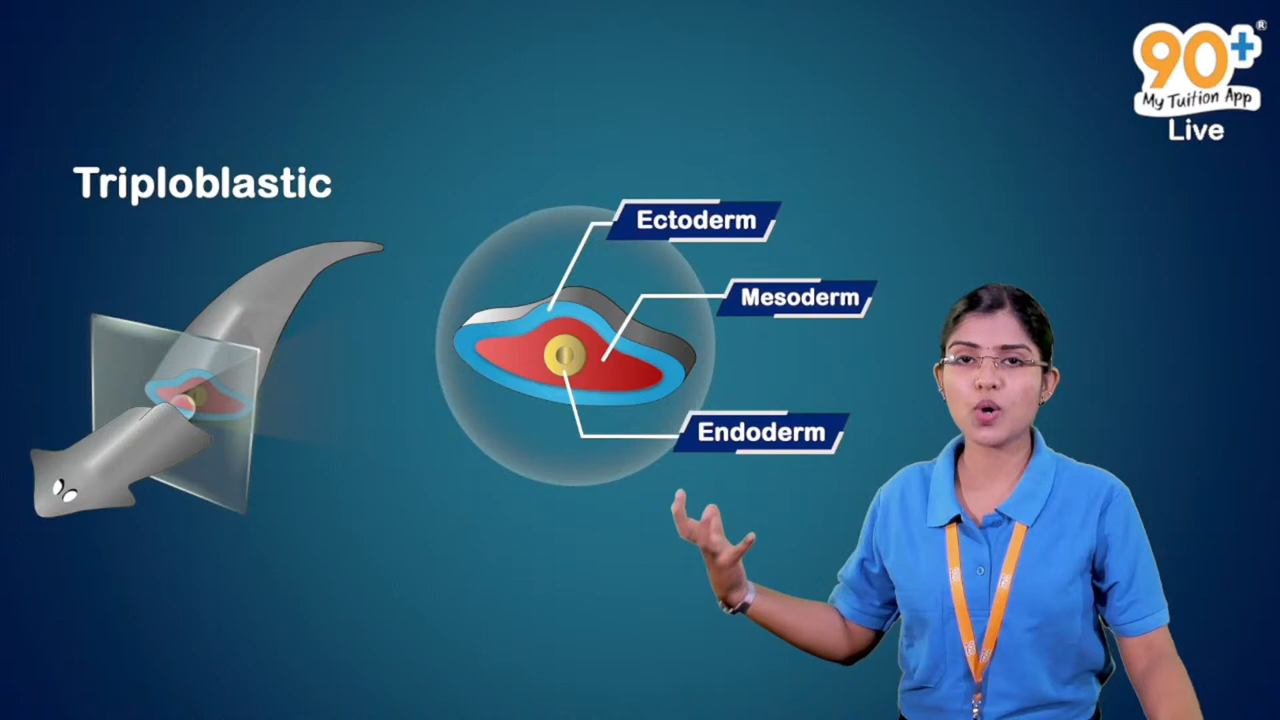 90+
My Tuition App
Live
Triploblastic
Ectoderm
Mesoderm
Endoderm